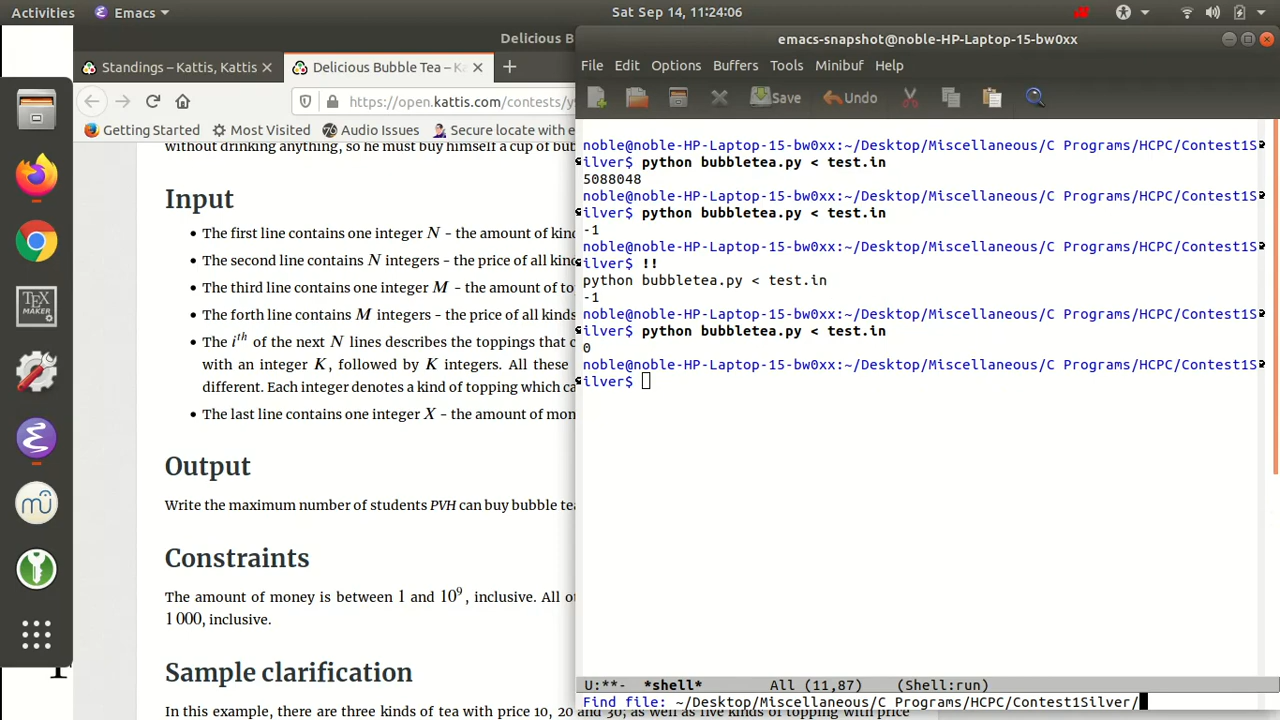 Activities Emacs Sat Sep 14, 11:24:06
Delicious B
Standings – Kattis, Kattis
Delicious Bubble Tea – Ka
https://open.kattis.com/contests/y
Getting Started Most Visited Audio Issues Secure locate with e
without drinking anything, so he must buy himself a cup of bub
Input
• The first line contains one integer N - the amount of kind
• The second line contains N integers - the price of all kind
• The third line contains one integer M - the amount of to
• The forth line contains M integers - the price of all kinds
• The ith of the next N lines describes the toppings that c
with an integer K, followed by K integers. All these
different. Each integer denotes a kind of topping which ca
• The last line contains one integer X - the amount of mon
Output
Write the maximum number of students PVH can buy bubble tea
Constraints
The amount of money is between 1 and 10^9, inclusive. All o
1 000, inclusive.
Sample clarification
In this example, there are three kinds of tea with price 10, 20 and 30; as well as five kinds of topping with price
TEX
MAKER
emacs-snapshot@noble-HP-Laptop-15-bw0xx
File Edit Options Buffers Tools Minibuf Help
Save Undo
noble@noble-HP-Laptop-15-bw0xx:~/Desktop/Miscellaneous/C Programs/HCPC/Contest1S
ilver$ python bubbletea.py < test.in
5088048
noble@noble-HP-Laptop-15-bw0xx:~/Desktop/Miscellaneous/C Programs/HCPC/Contest1S
ilver$ python bubbletea.py < test.in
-1
noble@noble-HP-Laptop-15-bw0xx:~/Desktop/Miscellaneous/C Programs/HCPC/Contest1S
ilver$ !!
python bubbletea.py < test.in
-1
noble@noble-HP-Laptop-15-bw0xx:~/Desktop/Miscellaneous/C Programs/HCPC/Contest1S
ilver$ python bubbletea.py < test.in
0
noble@noble-HP-Laptop-15-bw0xx:~/Desktop/Miscellaneous/C Programs/HCPC/Contest1S
ilver$
U:**- *shell* All (11,87) (Shell:run)
Find file: ~/Desktop/Miscellaneous/C Programs/HCPC/Contest1Silver/